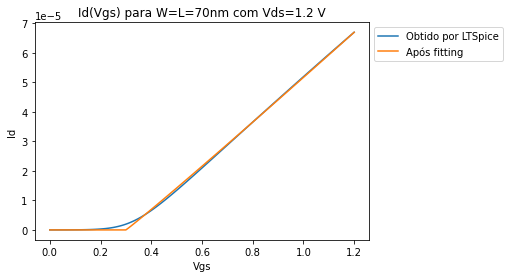 Id(Vgs) para W=L=70nm com Vds=1.2 V
1e−5
7
6
5
4
3
2
1
0
Id
0.0 0.2 0.4 0.6 0.8 1.0 1.2
Vgs
Obtido por LTSpice
Após fitting